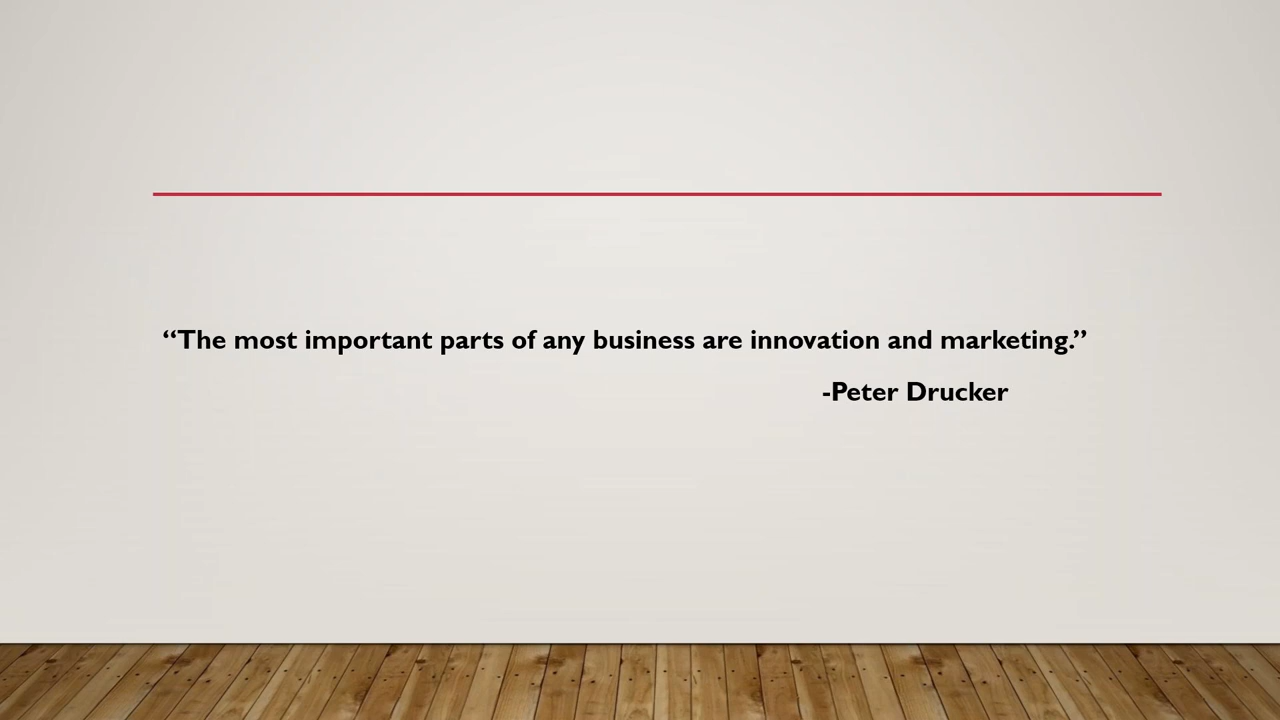 “The most important parts of any business are innovation and marketing.”
-Peter Drucker